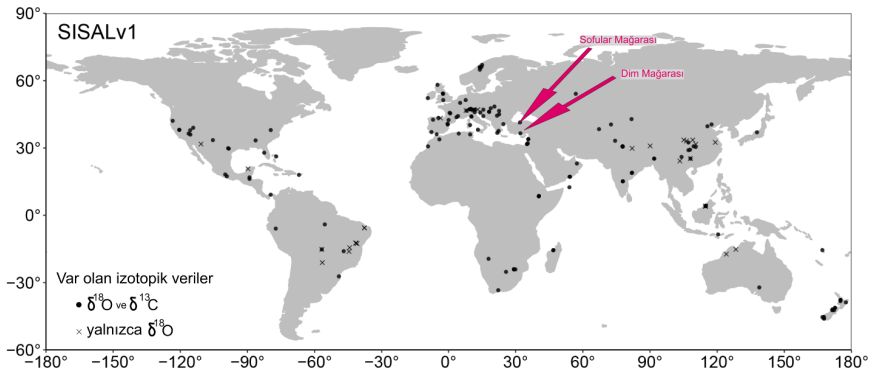 90°
SISALv1
Sofular Mağarası
Dim Mağarası
60°
30°
0°
−30°
−60°
Var olan izotopik veriler
δ18O ve δ13C
yalnızca δ18O
−180° −150° −120° −90° −60° −30° 0° 30° 60° 90° 120° 150° 180°